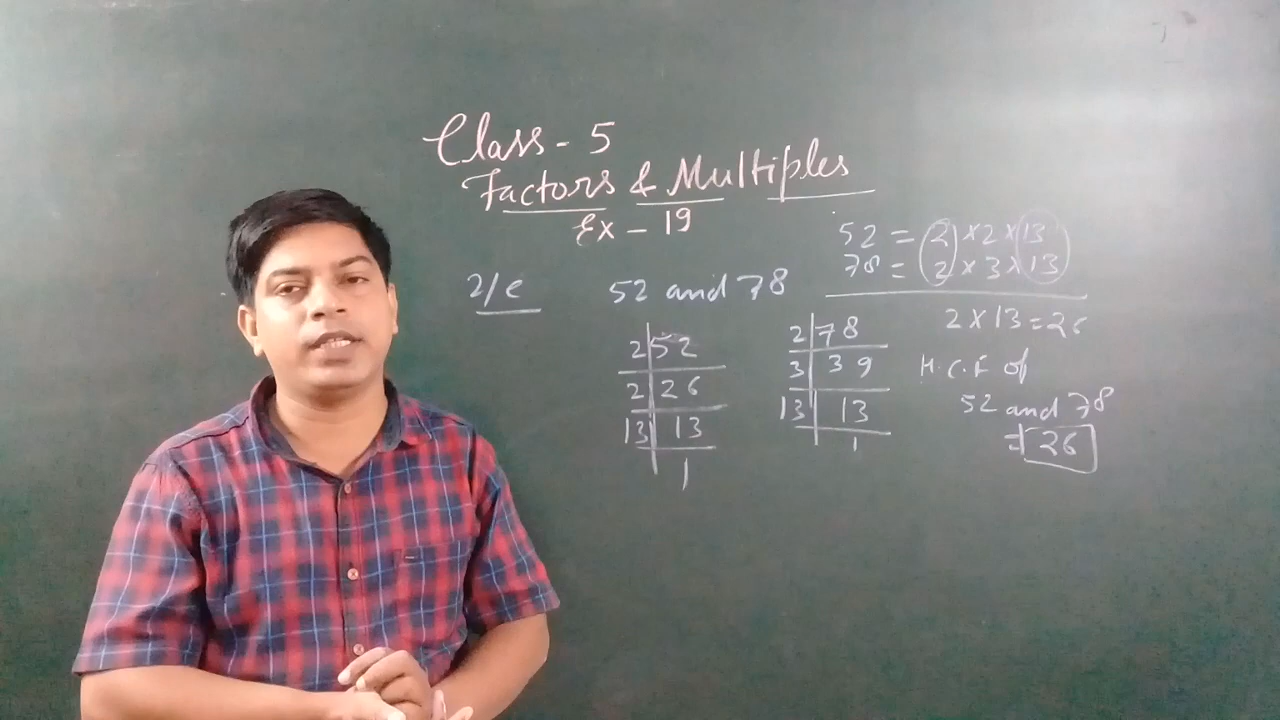 Class - 5
Factors & Multiples
Ex - 19
2/c
52 and 78
2 52
2 26
13 13
1
2 78
3 39
13 13
1
52 = 2 × 2 × 13
78 = 2 × 3 × 13
2 × 13 = 26
H.C.F of
52 and 78
= 26